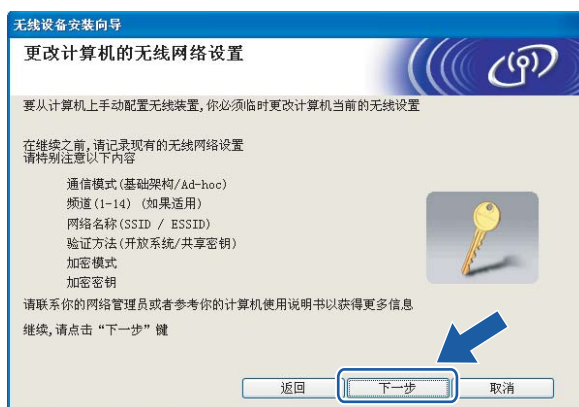 无线设备安装向导
更改计算机的无线网络设置
要从计算机上手动配置无线装置,你必须临时更改计算机当前的无线设置
在继续之前,请记录现有的无线网络设置
请特别注意以下内容
通信模式(基础架构/Ad-hoc)
频道(1-14) (如果适用)
网络名称(SSID / ESSID)
验证方法(开放系统/共享密钥)
加密模式
加密密钥
请联系你的网络管理员或者参考你的计算机使用说明书以获得更多信息
继续,请点击“下一步”键
返回 下一步 取消